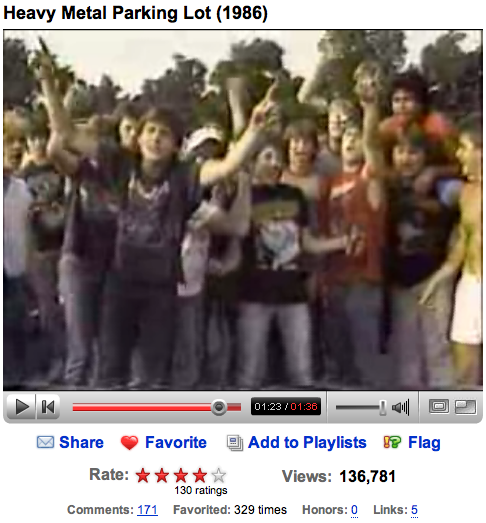 Heavy Metal Parking Lot (1986)
01:23 / 01:36
Share Favorite Add to Playlists Flag
Rate: Views: 136,781
130 ratings
Comments: 171 Favorited: 329 times Honors: 0 Links: 5